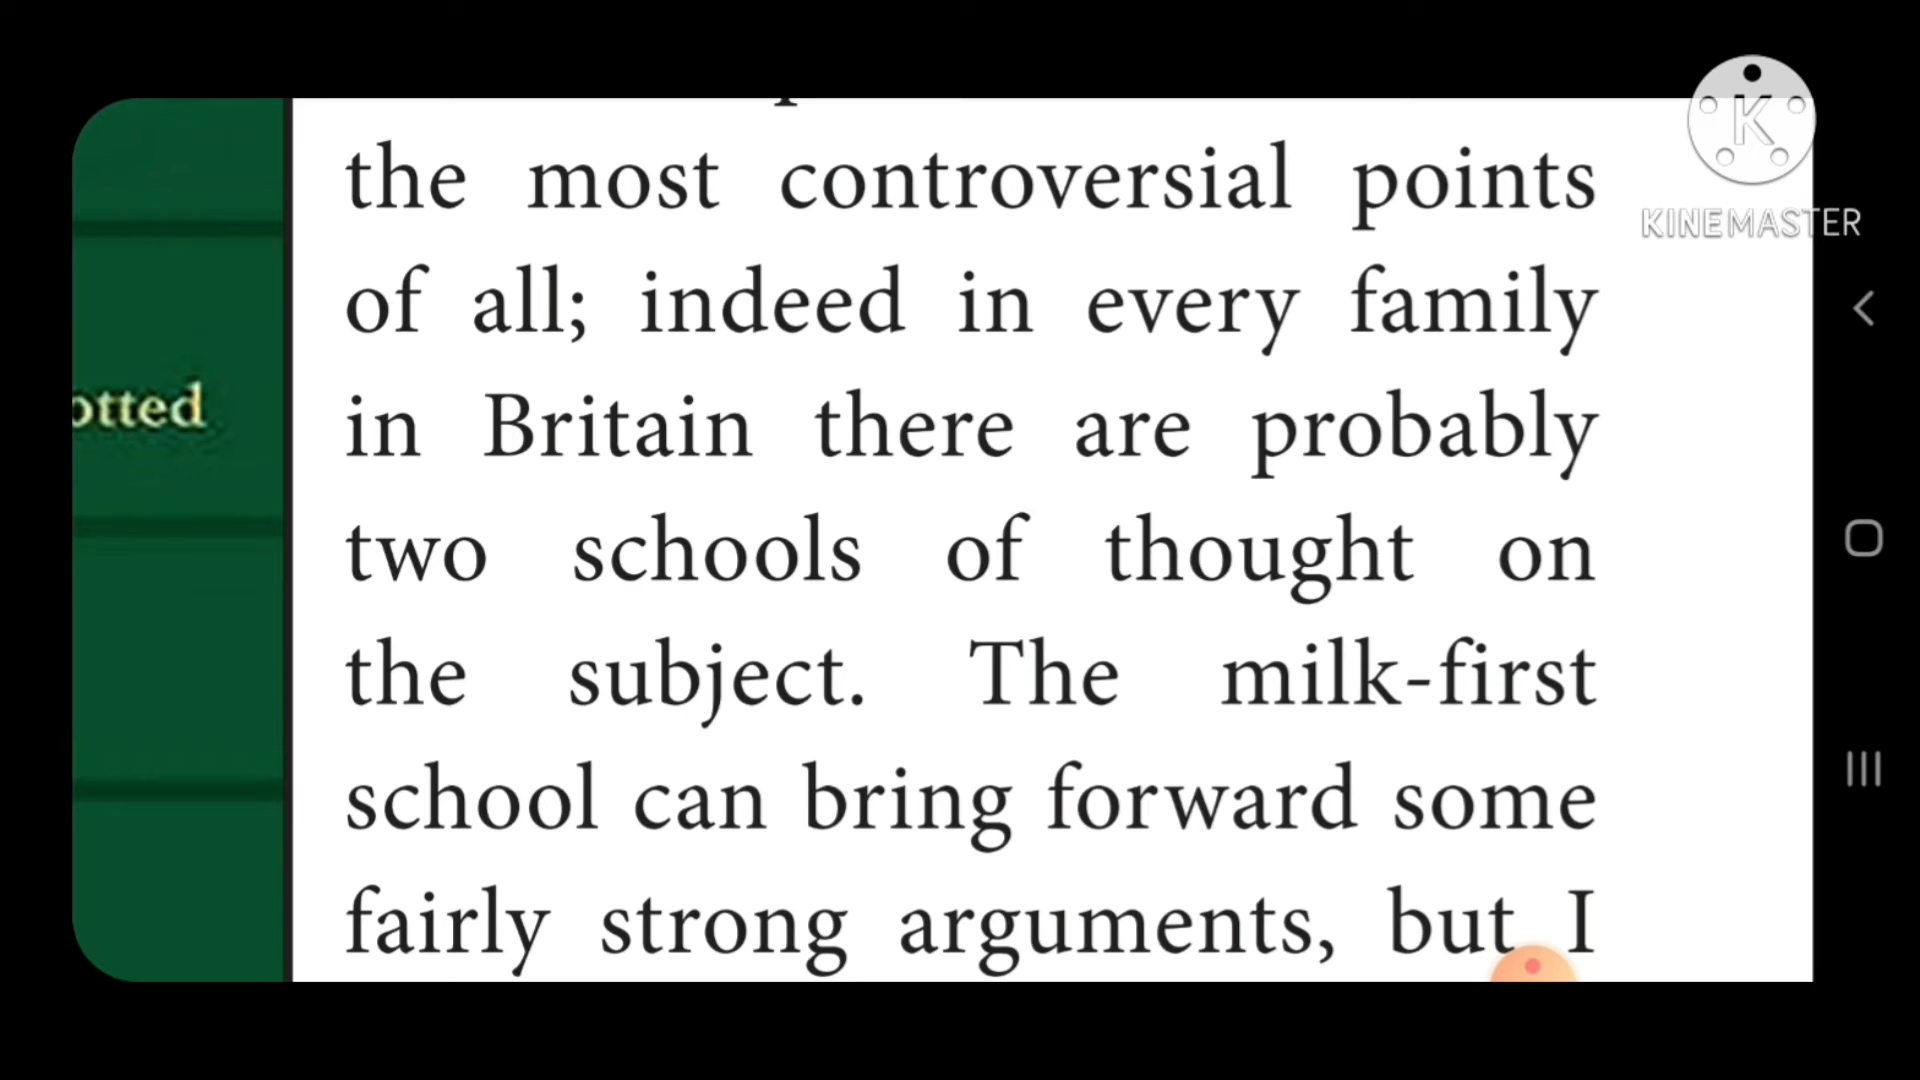 the most controversial points
of all; indeed in every family
in Britain there are probably
two schools of thought on
the subject. The milk-first
school can bring forward some
fairly strong arguments, but I
otted
K
KINEMASTER